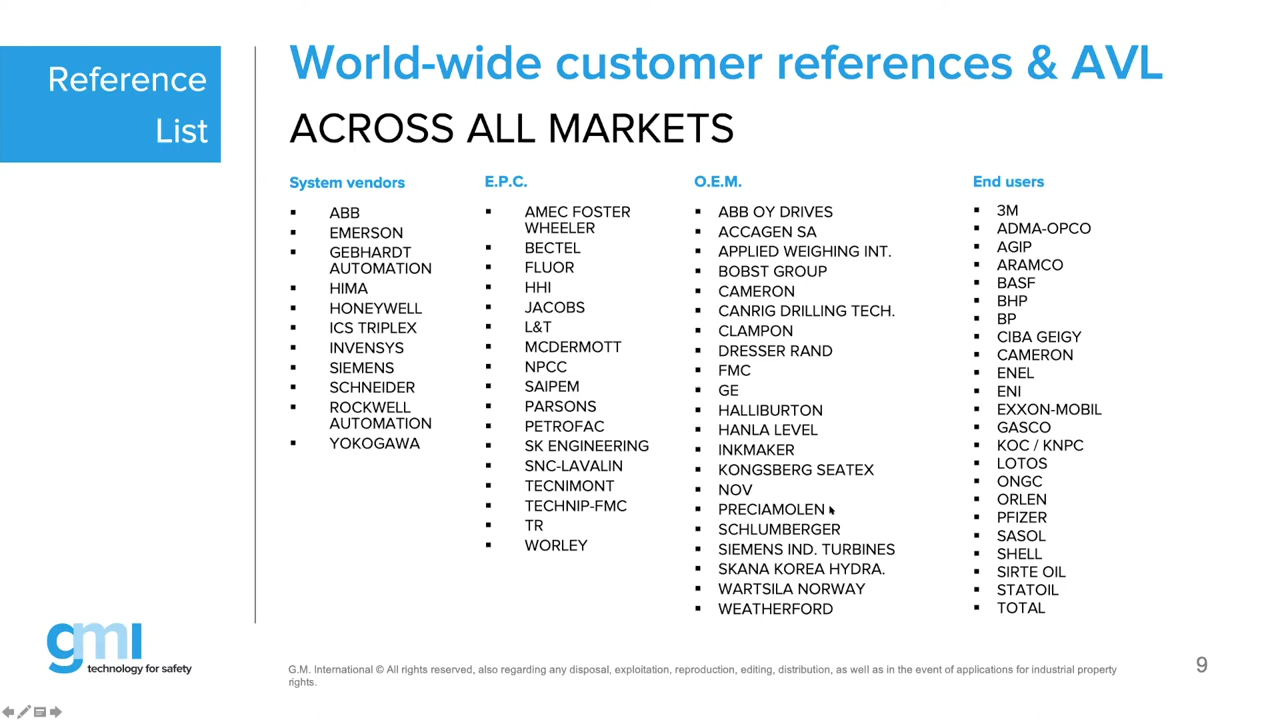 Reference
List
World-wide customer references & AVL
ACROSS ALL MARKETS
System vendors
ABB
EMERSON
GEBHARDT
AUTOMATION
HIMA
HONEYWELL
ICS TRIPLEX
INVENSYS
SIEMENS
SCHNEIDER
ROCKWELL
AUTOMATION
YOKOGAWA
E.P.C.
AMEC FOSTER
WHEELER
BECTEL
FLUOR
HHI
JACOBS
L&T
MCDERMOTT
NPCC
SAIPEM
PARSONS
PETROFAC
SK ENGINEERING
SNC-LAVALIN
TECNIMONT
TECHNIP-FMC
TR
WORLEY
O.E.M.
ABB OY DRIVES
ACCAGEN SA
APPLIED WEIGHING INT.
BOBST GROUP
CAMERON
CANRIG DRILLING TECH.
CLAMPON
DRESSER RAND
FMC
GE
HALLIBURTON
HANLA LEVEL
INKMAKER
KONGSBERG SEATEX
NOV
PRECIAMOLEN
SCHLUMBERGER
SIEMENS IND. TURBINES
SKANA KOREA HYDRA.
WARTSILA NORWAY
WEATHERFORD
End users
3M
ADMA-OPCO
AGIP
ARAMCO
BASF
BHP
BP
CIBA GEIGY
CAMERON
ENEL
ENI
EXXON-MOBIL
GASCO
KOC / KNPC
LOTOS
ONGC
ORLEN
PFIZER
SASOL
SHELL
SIRTE OIL
STATOIL
TOTAL
gmi
technology for safety
G.M. International © All rights reserved, also regarding any disposal, exploitation, reproduction, editing, distribution, as well as in the event of applications for industrial property
rights.
9